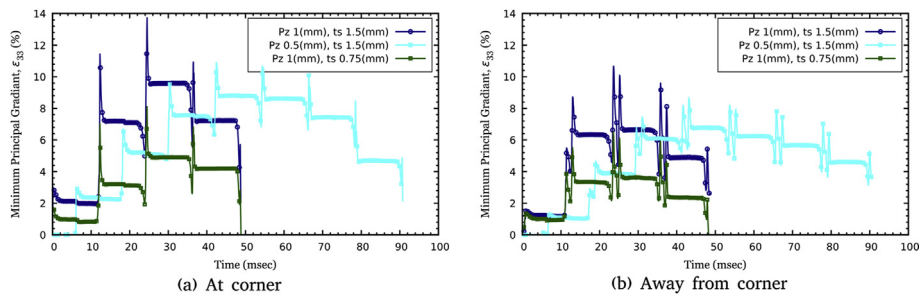 14
12
10
8
6
4
2
0
Minimum Principal Gradiant, ε33 (%)
Pz 1(mm), ts 1.5(mm)
Pz 0.5(mm), ts 1.5(mm)
Pz 1(mm), ts 0.75(mm)
0 10 20 30 40 50 60 70 80 90 100
Time (msec)
(a) At corner
14
12
10
8
6
4
2
0
Minimum Principal Gradiant, ε33 (%)
Pz 1(mm), ts 1.5(mm)
Pz 0.5(mm), ts 1.5(mm)
Pz 1(mm), ts 0.75(mm)
0 10 20 30 40 50 60 70 80 90 100
Time (msec)
(b) Away from corner